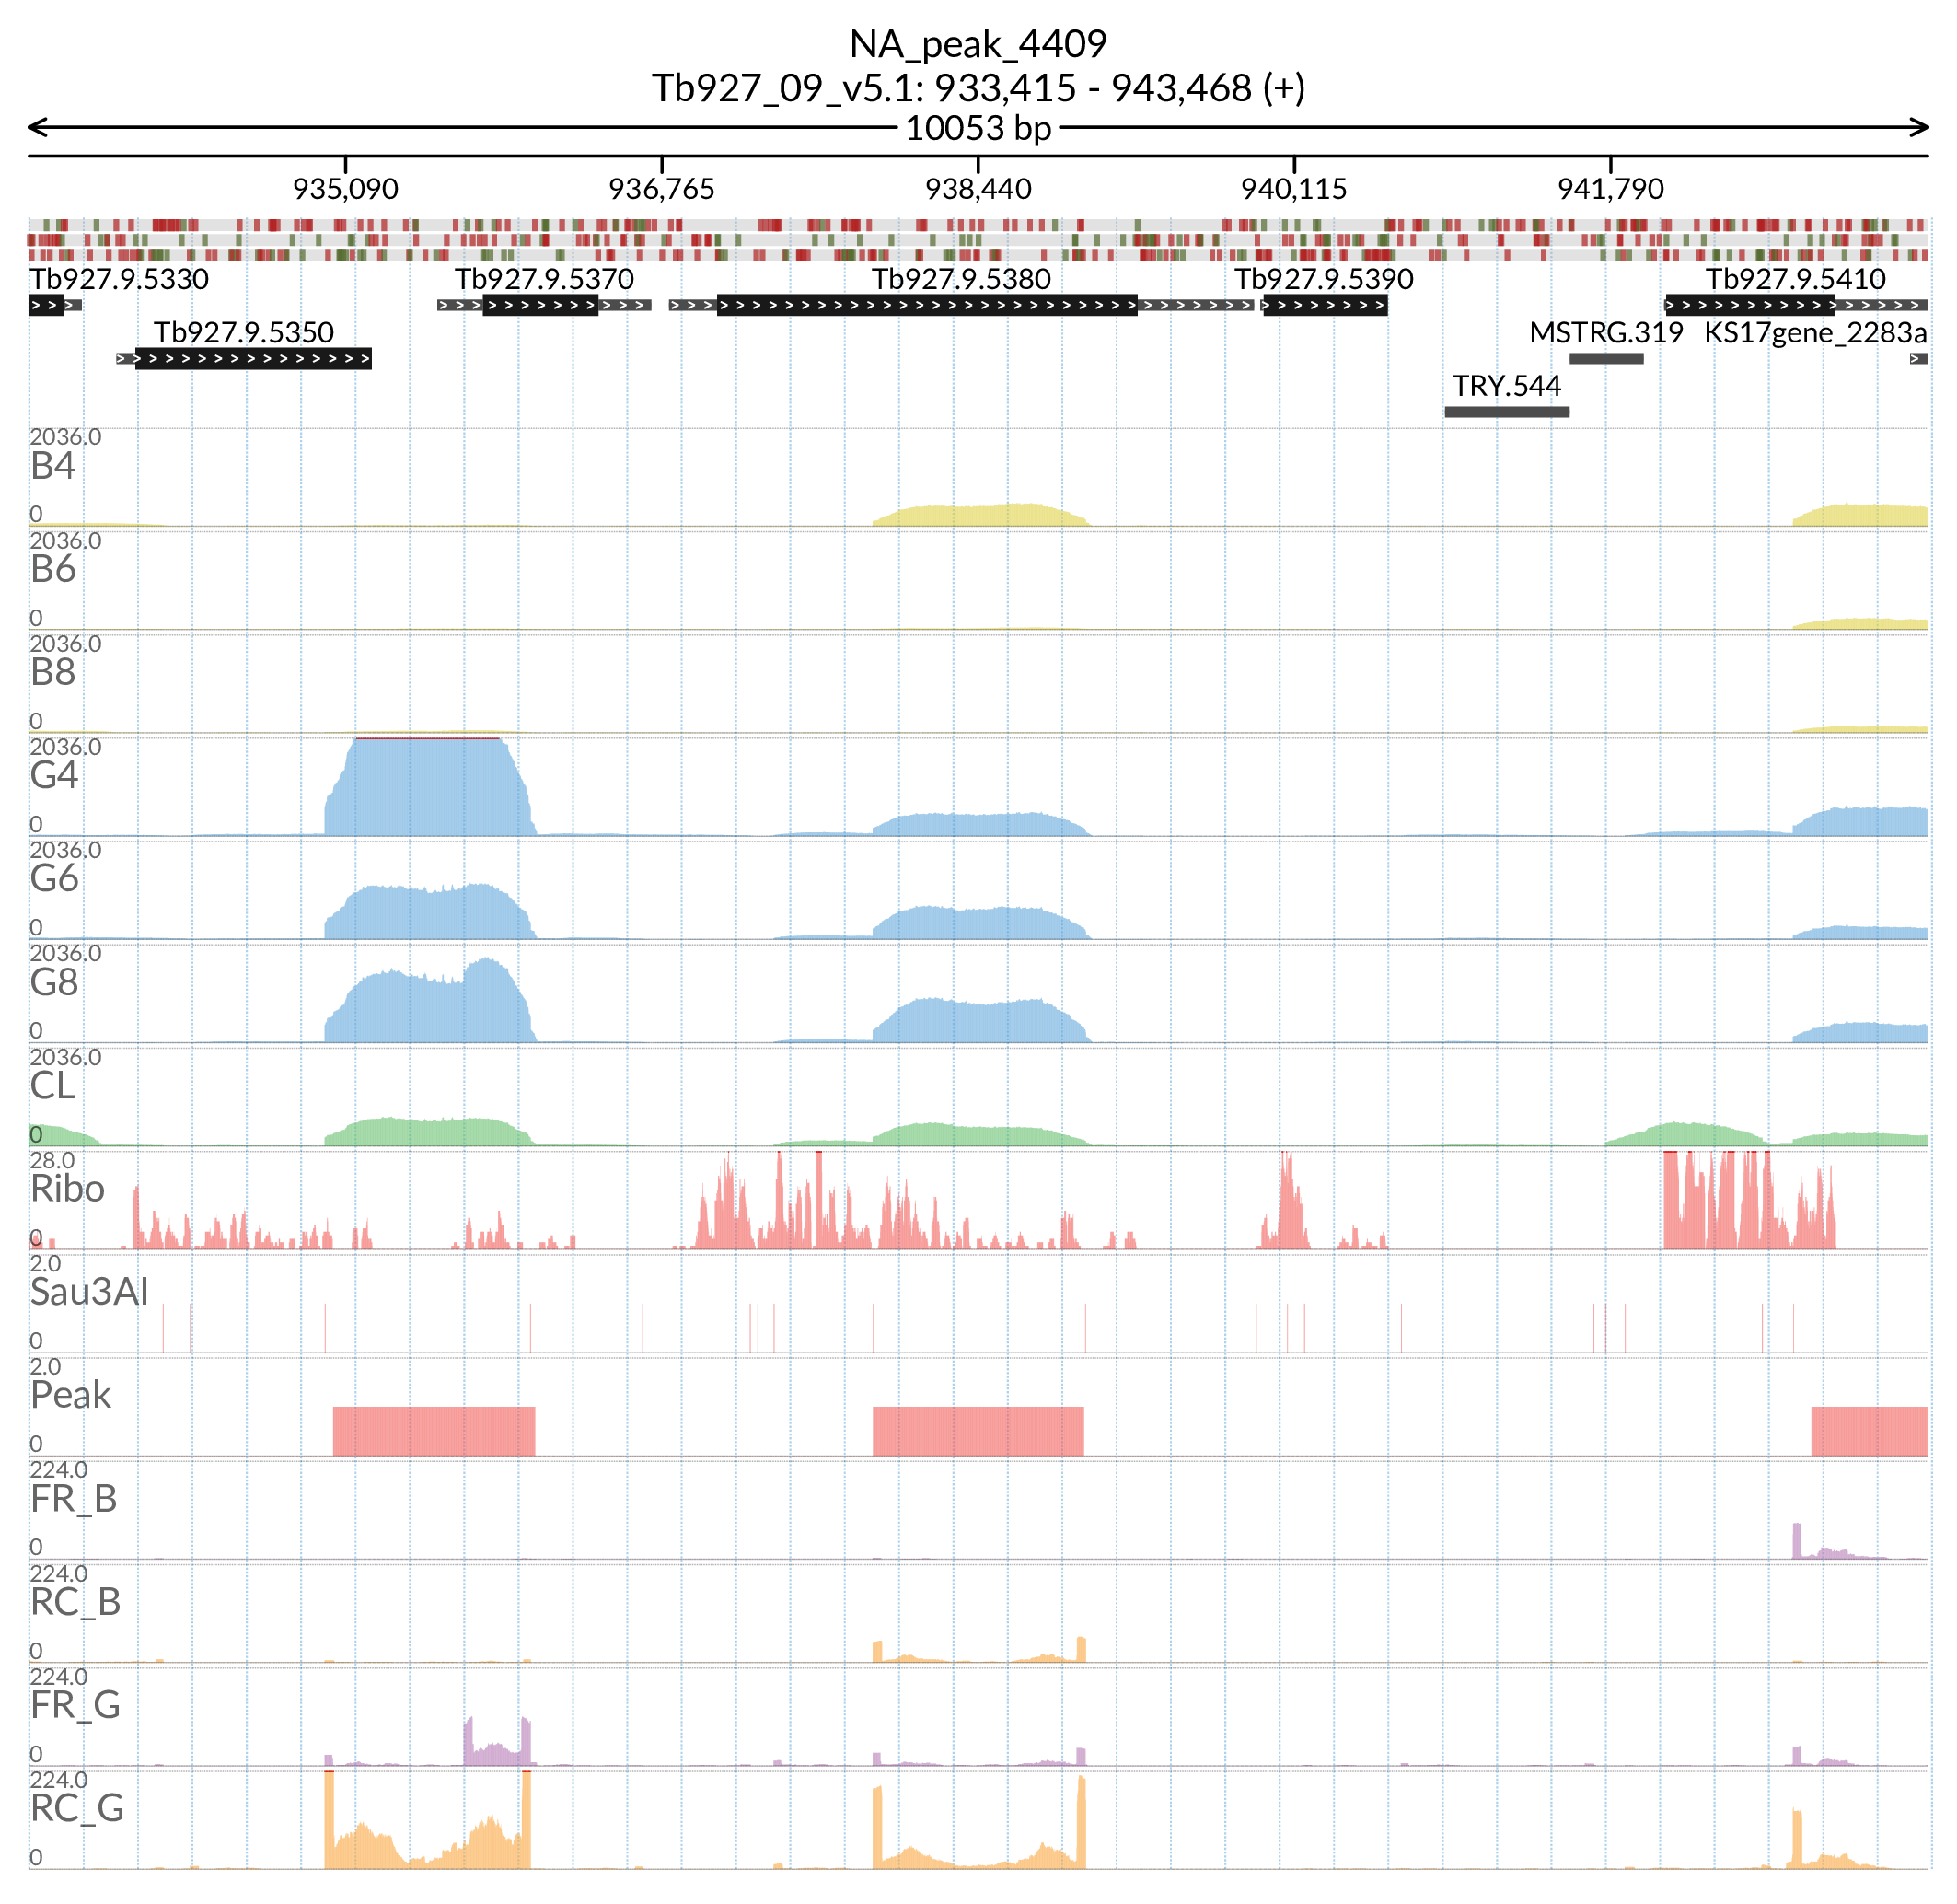 NA_peak_4409
Tb927_09_v5.1: 933,415 - 943,468 (+)
10053 bp
935,090 936,765 938,440 940,115 941,790
Tb927.9.5330 Tb927.9.5370 Tb927.9.5380 Tb927.9.5390 Tb927.9.5410
Tb927.9.5350 MSTRG.319 KS17gene_2283a
TRY.544
2036.0
B4
0
2036.0
B6
0
2036.0
B8
0
2036.0
G4
0
2036.0
G6
0
2036.0
G8
0
2036.0
CL
0
28.0
Ribo
0
2.0
Sau3AI
0
2.0
Peak
0
224.0
FR_B
0
224.0
RC_B
0
224.0
FR_G
0
224.0
RC_G
0